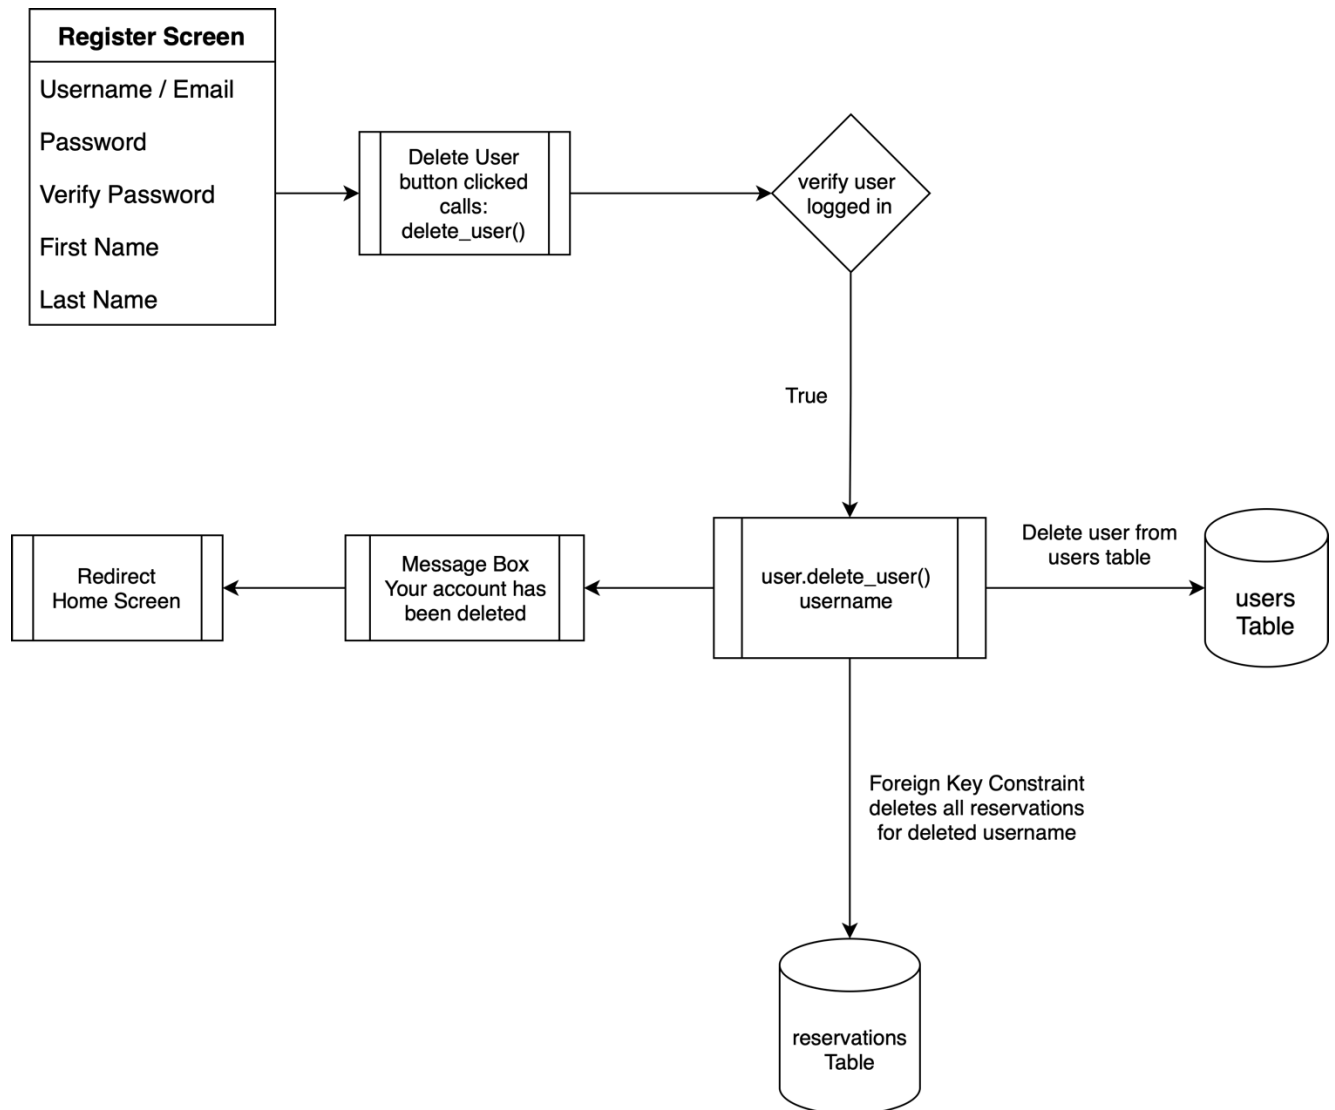 Register Screen
Username / Email
Password
Verify Password
First Name
Last Name
Delete User
button clicked
calls:
delete_user()
verify user
logged in
True
user.delete_user()
username
Delete user from
users table
users
Table
Message Box
Your account has
been deleted
Redirect
Home Screen
Foreign Key Constraint
deletes all reservations
for deleted username
reservations
Table